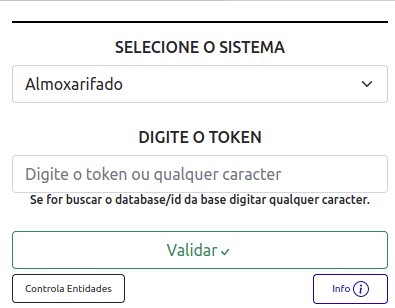 SELECIONE O SISTEMA
Almoxarifado
DIGITE O TOKEN
Digite o token ou qualquer caracter
Se for buscar o database/id da base digitar qualquer caracter.
Validar ✓
Controla Entidades
Info